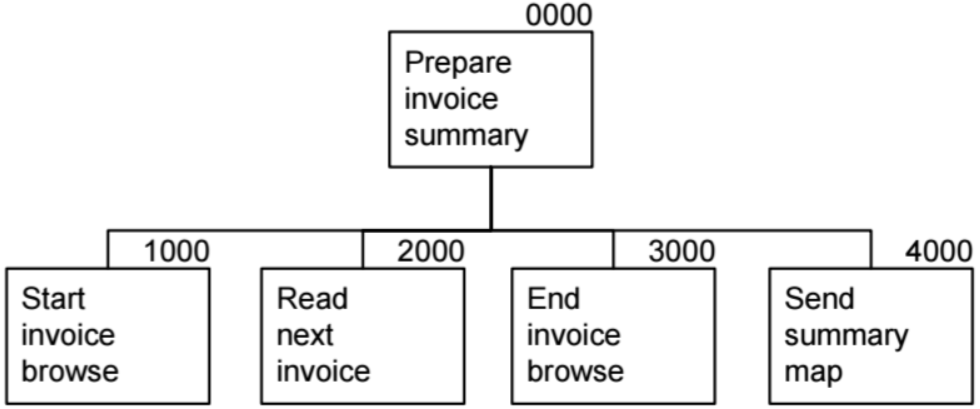 0000
Prepare
invoice
summary
1000
Start
invoice
browse
2000
Read
next
invoice
3000
End
invoice
browse
4000
Send
summary
map